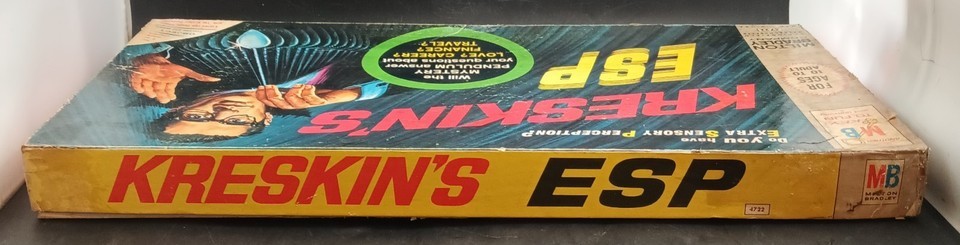 Do you have
EXTRA SENSORY PERCEPTION?
KRESKIN'S
ESP
Will the
MYSTERY
PENDULUM answer
your questions about
LOVE? CAREER?
FINANCE?
TRAVEL?
MB
MILTON
BRADLEY
FOR
AGES
10 TO
ADULT
KRESKIN'S ESP
4722
MB
MILTON
BRADLEY